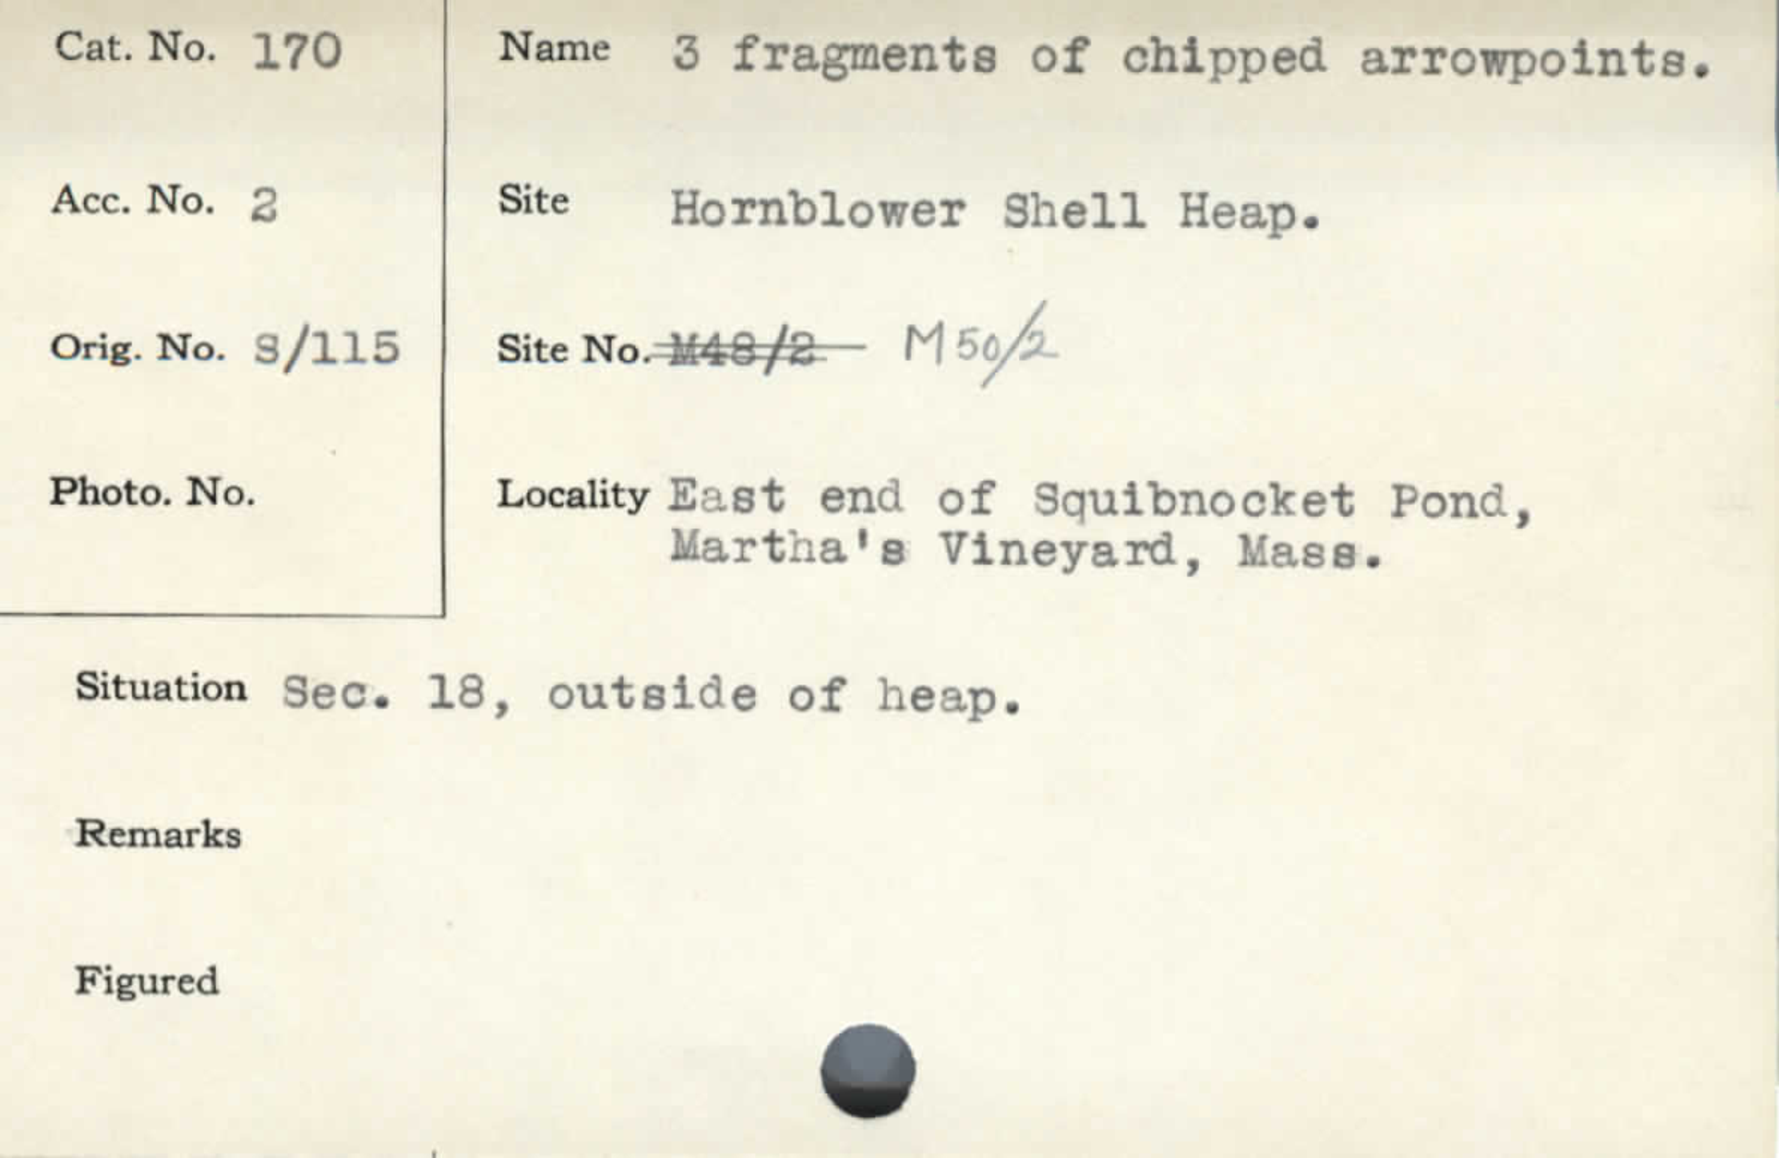 Cat. No. 170
Name 3 fragments of chipped arrowpoints.
Acc. No. 2
Site Hornblower Shell Heap.
Orig. No. S/115
Site No. M48/2 M50/2
Photo. No.
Locality East end of Squibnocket Pond,
Martha's Vineyard, Mass.
Situation Sec. 18, outside of heap.
Remarks
Figured